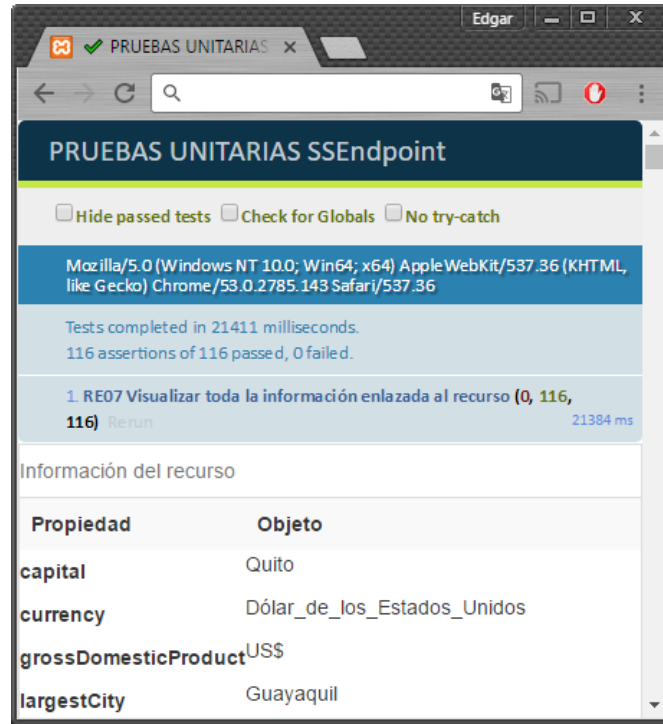 Edgar
PRUEBAS UNITARIAS
PRUEBAS UNITARIAS SSEndpoint
Hide passed tests Check for Globals No try-catch
Mozilla/5.0 (Windows NT 10.0; Win64; x64) AppleWebKit/537.36 (KHTML,
like Gecko) Chrome/53.0.2785.143 Safari/537.36
Tests completed in 21411 milliseconds.
116 assertions of 116 passed, 0 failed.
1. RE07 Visualizar toda la información enlazada al recurso (0, 116,
116) Rerun 21384 ms
Información del recurso
Propiedad Objeto
capital Quito
currency Dólar_de_los_Estados_Unidos
grossDomesticProduct US$
largestCity Guayaquil